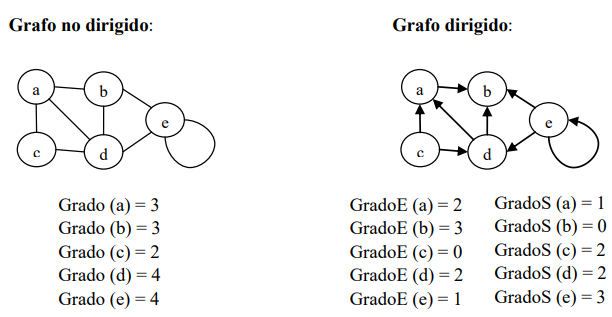 Grafo no dirigido:
a
b
e
c
d
Grado (a) = 3
Grado (b) = 3
Grado (c) = 2
Grado (d) = 4
Grado (e) = 4
Grafo dirigido:
a
b
e
c
d
GradoE (a) = 2
GradoE (b) = 3
GradoE (c) = 0
GradoE (d) = 2
GradoE (e) = 1
GradoS (a) = 1
GradoS (b) = 0
GradoS (c) = 2
GradoS (d) = 2
GradoS (e) = 3